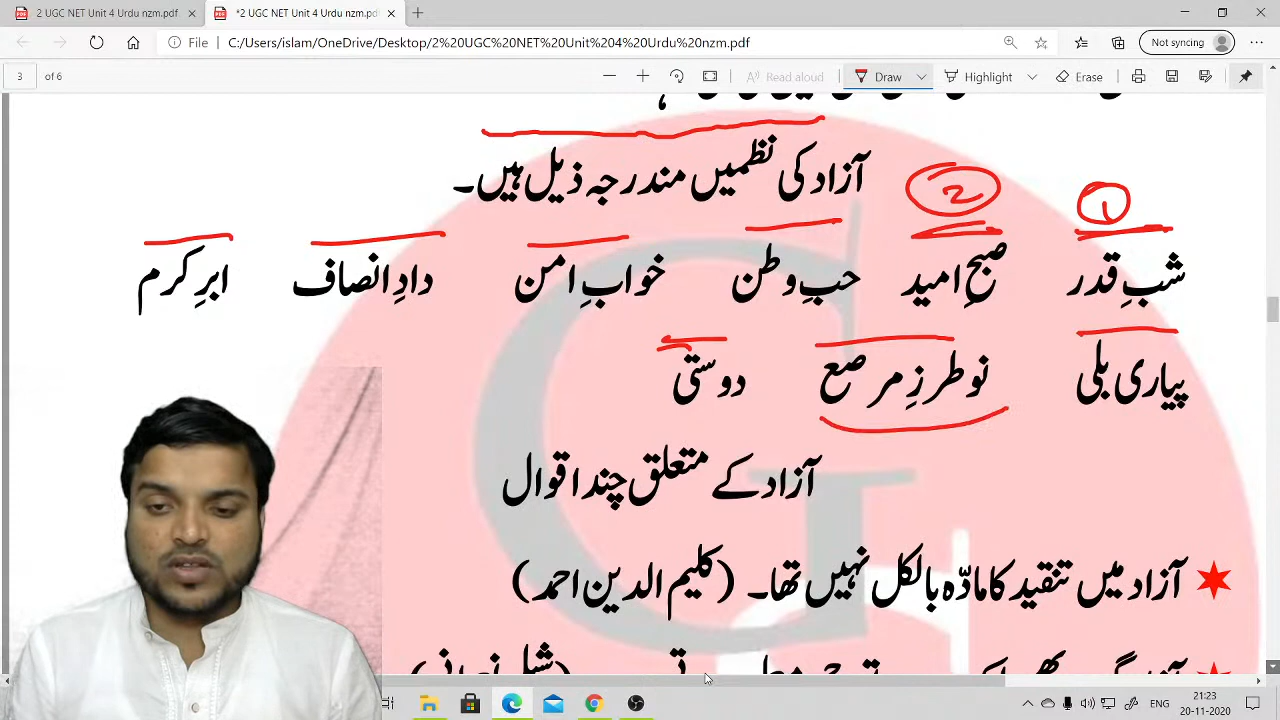 2 UGC NET Unit 4 Urdu nzm.pdf
*2 UGC NET Unit 4 Urdu nzm.pdf
File
C:/Users/islam/OneDrive/Desktop/2%20UGC%20NET%20Unit%204%20Urdu%20nzm.pdf
Not syncing
3 of 6
Read aloud
Draw
Highlight
Erase
آزاد کی نظمیں مندرجہ ذیل ہیں۔
1 2
شبِ قدر صبحِ امید حبِ وطن خوابِ امن دادِ انصاف ابرِ کرم
پیاری بلی نو طرزِ مرصع دوستی
آزاد کے متعلق چند اقوال
آزاد میں تنقید کا مادّہ بالکل نہیں تھا۔ (کلیم الدین احمد)
ENG
21:23
20-11-2020